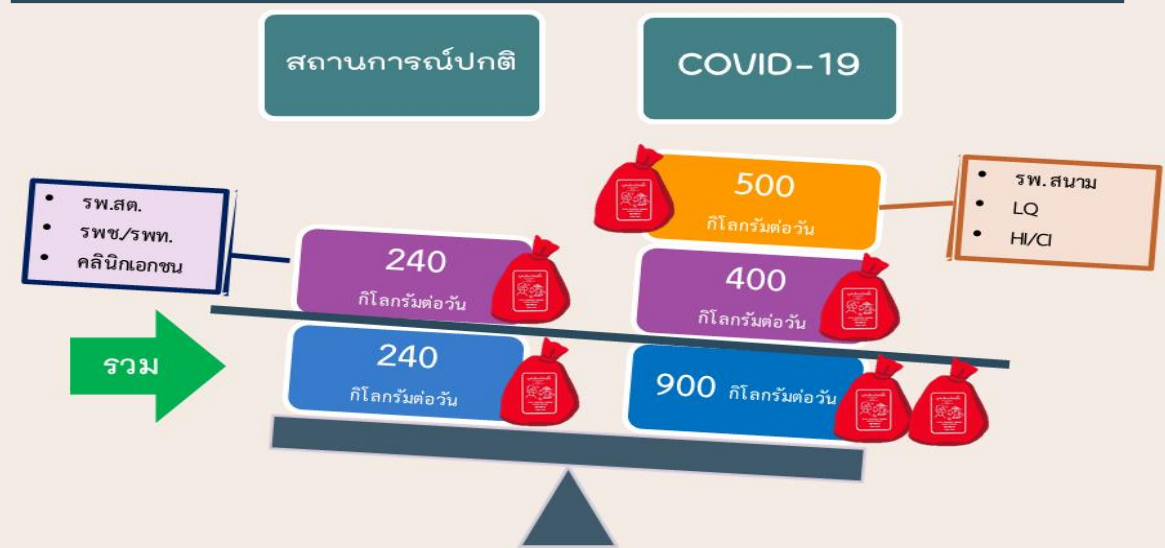 สถานการณ์ปกติ
COVID-19
• รพ.สต.
• รพช./รพท.
• คลินิกเอกชน
500
กิโลกรัมต่อวัน
• รพ.สนาม
• LQ
• HI/CI
240
กิโลกรัมต่อวัน
400
กิโลกรัมต่อวัน
รวม
240
กิโลกรัมต่อวัน
900 กิโลกรัมต่อวัน